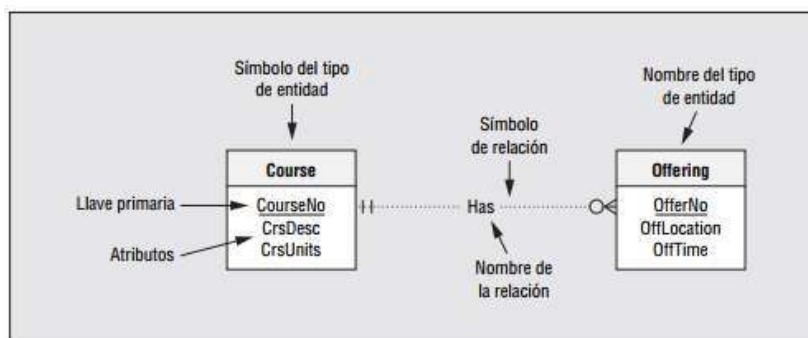 Símbolo del tipo
de entidad
Nombre del tipo
de entidad
Símbolo
de relación
Course
Offering
Llave primaria
CourseNo
Has
OfferNo
Atributos
CrsDesc
OffLocation
CrsUnits
OffTime
Nombre de
la relación